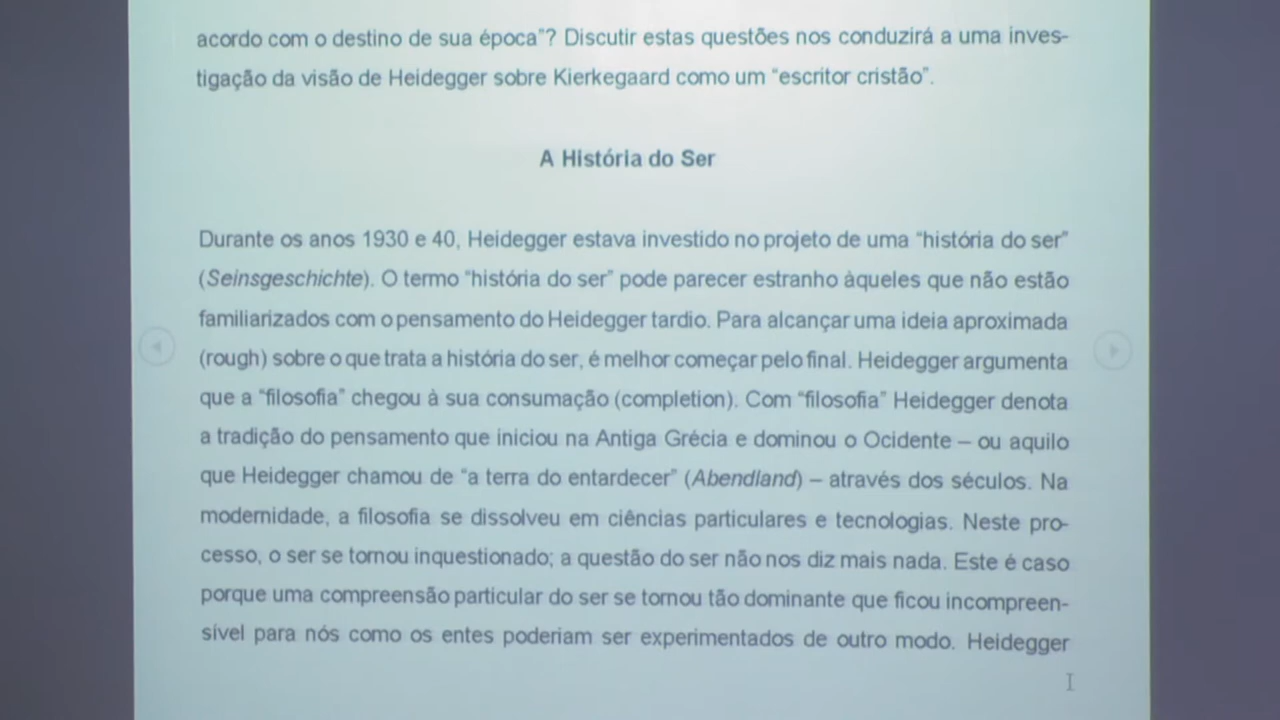 acordo com o destino de sua época”? Discutir estas questões nos conduzirá a uma inves-
tigação da visão de Heidegger sobre Kierkegaard como um “escritor cristão”.
A História do Ser
Durante os anos 1930 e 40, Heidegger estava investido no projeto de uma “história do ser”
(Seinsgeschichte). O termo “história do ser” pode parecer estranho àqueles que não estão
familiarizados com o pensamento do Heidegger tardio. Para alcançar uma ideia aproximada
(rough) sobre o que trata a história do ser, é melhor começar pelo final. Heidegger argumenta
que a “filosofia” chegou à sua consumação (completion). Com “filosofia” Heidegger denota
a tradição do pensamento que iniciou na Antiga Grécia e dominou o Ocidente – ou aquilo
que Heidegger chamou de “a terra do entardecer” (Abendland) – através dos séculos. Na
modernidade, a filosofia se dissolveu em ciências particulares e tecnologias. Neste pro-
cesso, o ser se tornou inquestionado; a questão do ser não nos diz mais nada. Este é caso
porque uma compreensão particular do ser se tornou tão dominante que ficou incompreen-
sível para nós como os entes poderiam ser experimentados de outro modo. Heidegger